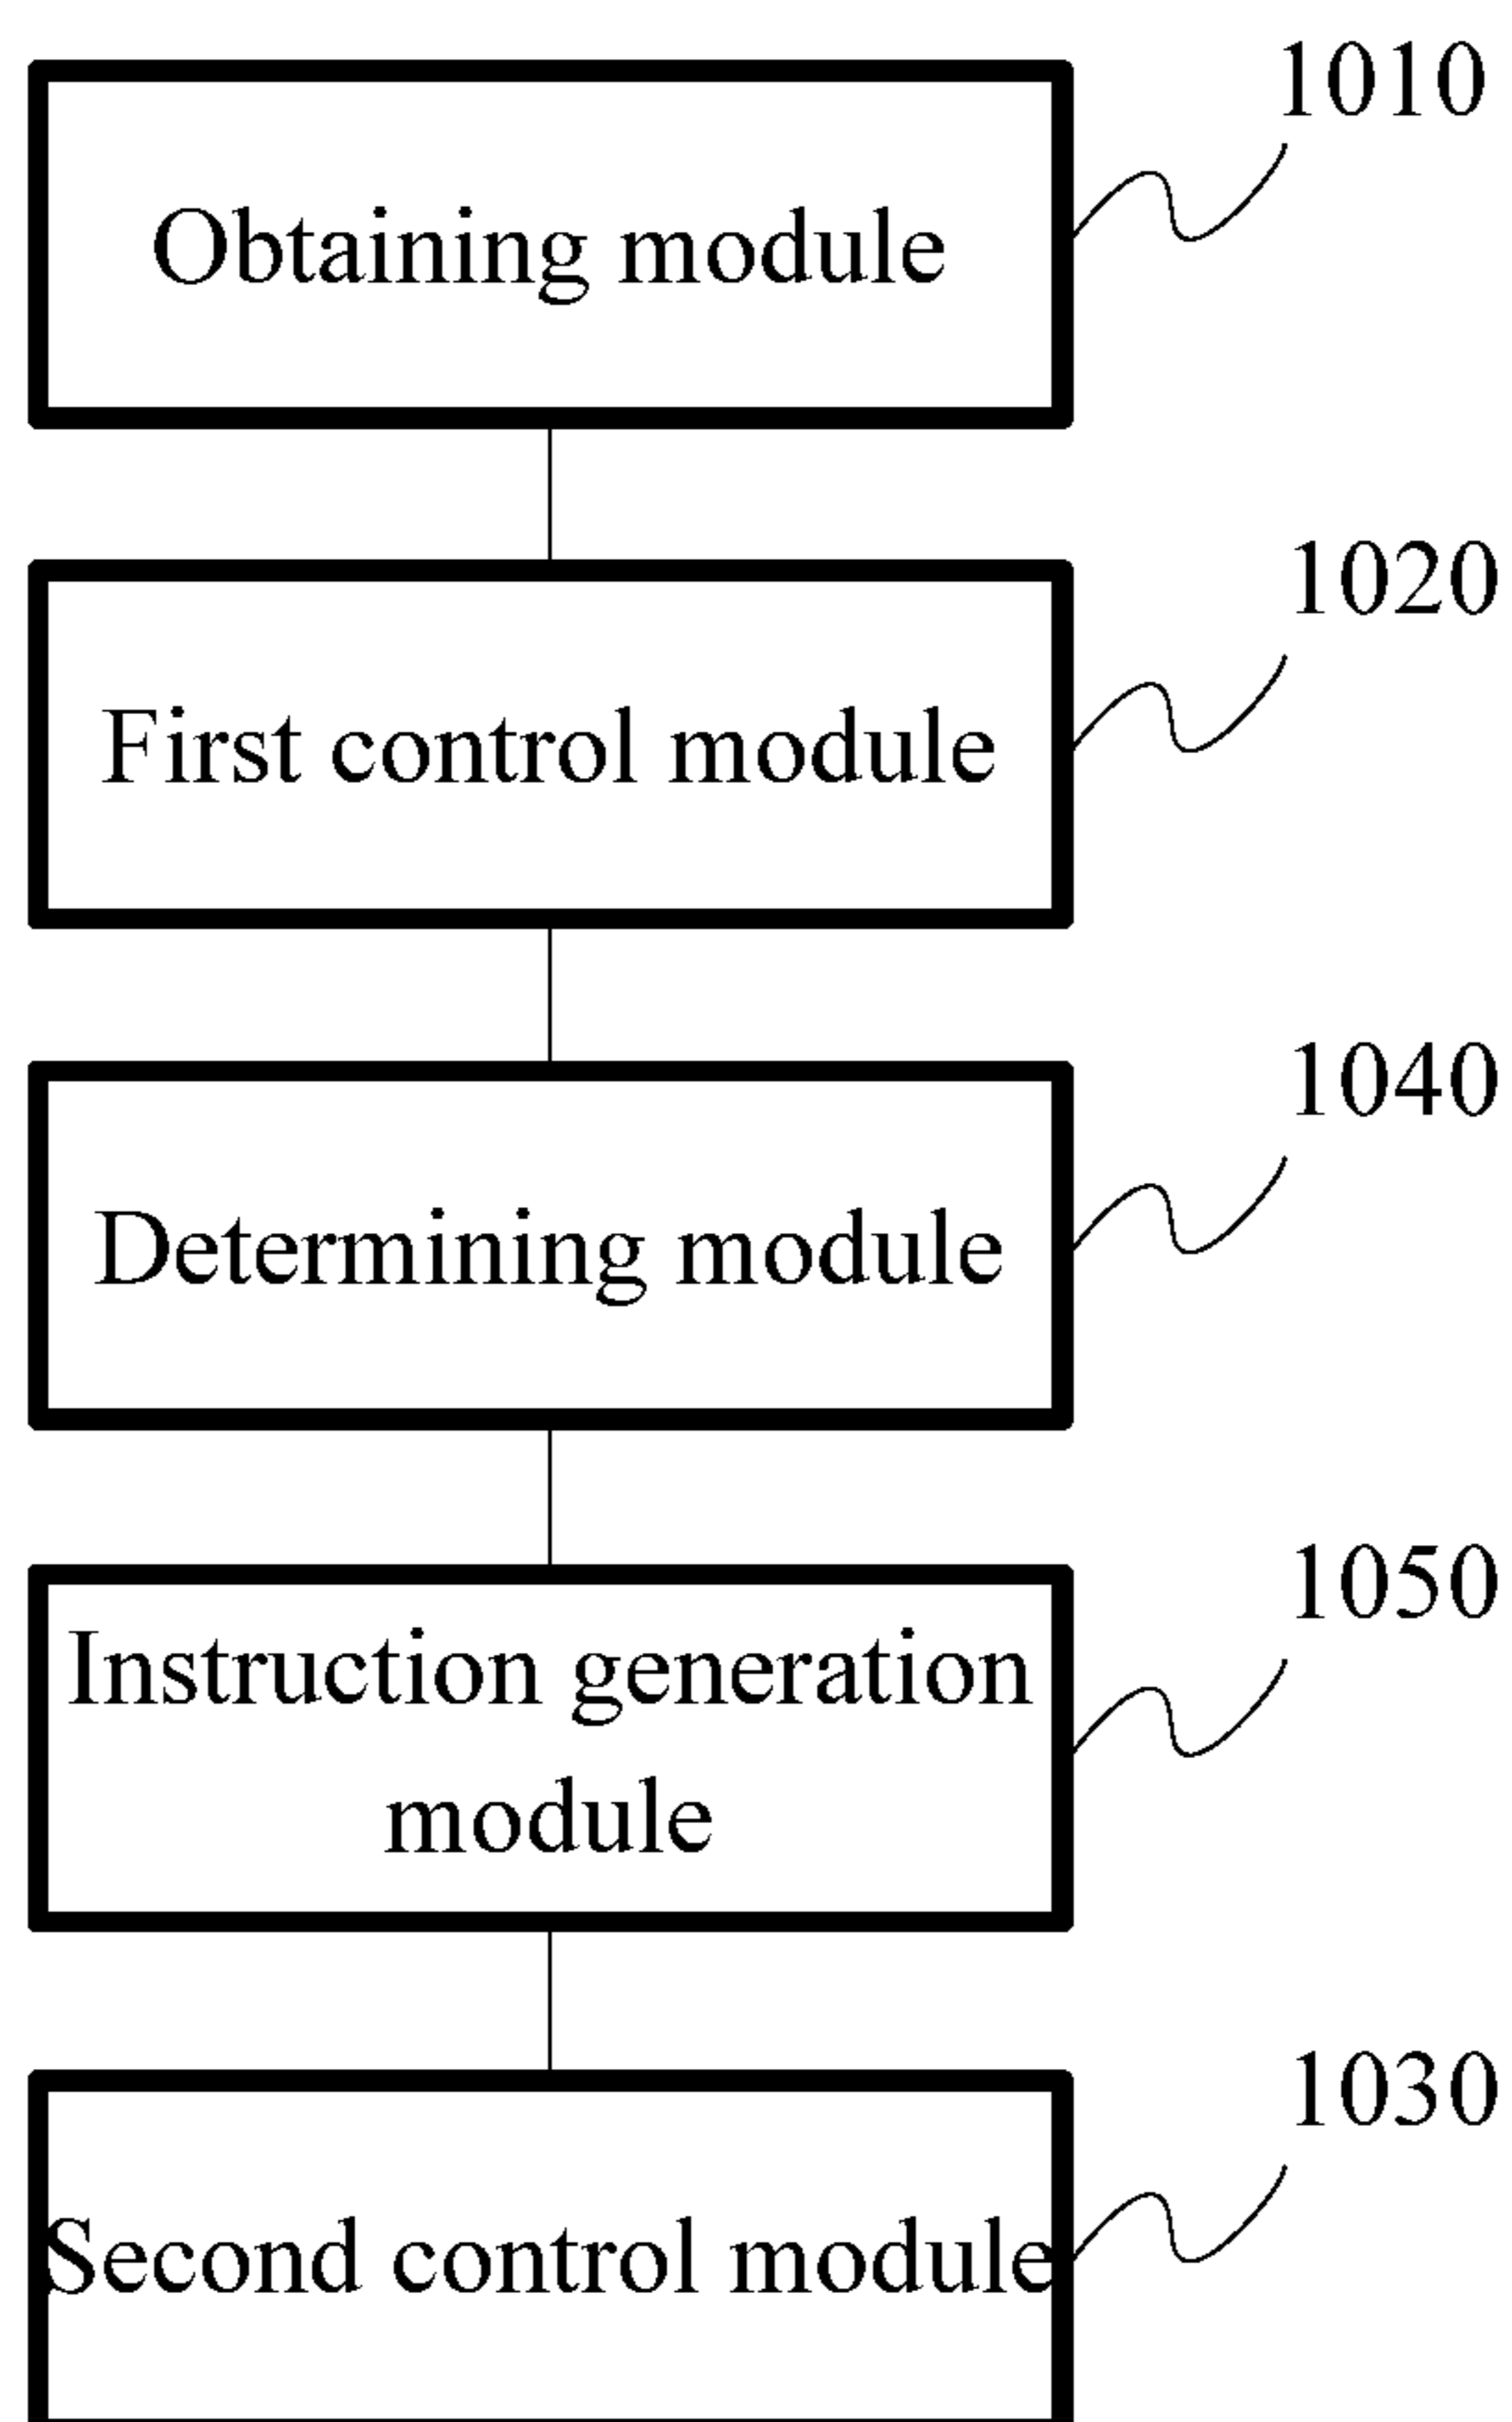 1010
Obtaining module
1020
First control module
1040
Determining module
1050
Instruction generation
module
1030
Second control module